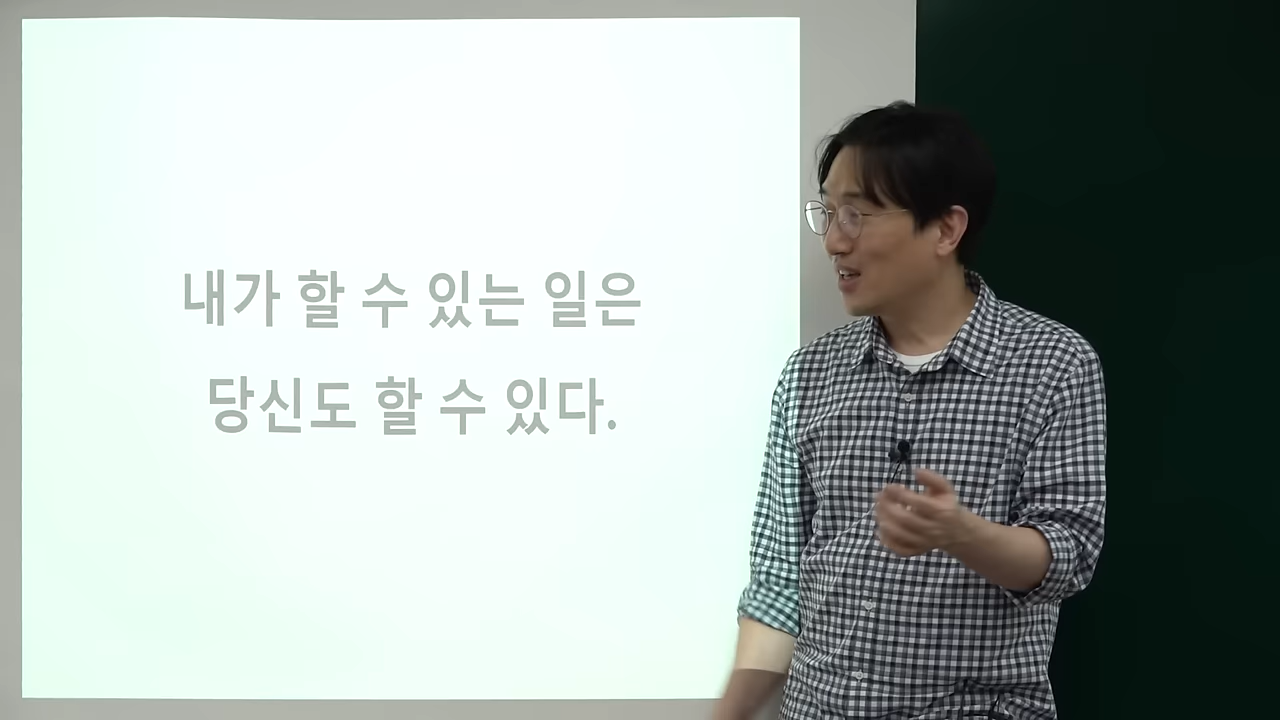 내가 할 수 있는 일은
당신도 할 수 있다.